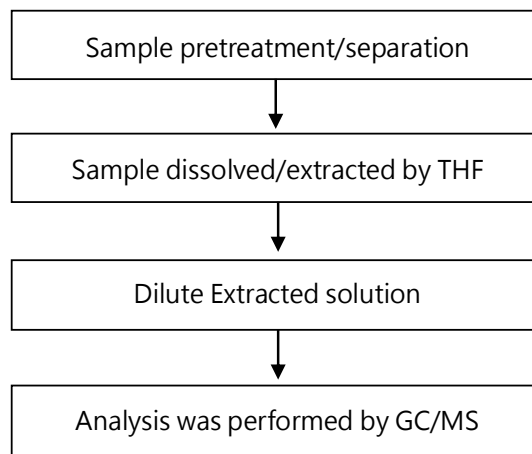 Sample pretreatment/separation
Sample dissolved/extracted by THF
Dilute Extracted solution
Analysis was performed by GC/MS